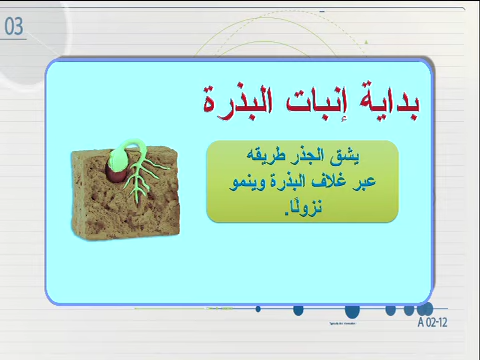 03
بداية إنبات البذرة
يشق الجذر طريقه
عبر غلاف البذرة وينمو
نزولًا.
A 02-12